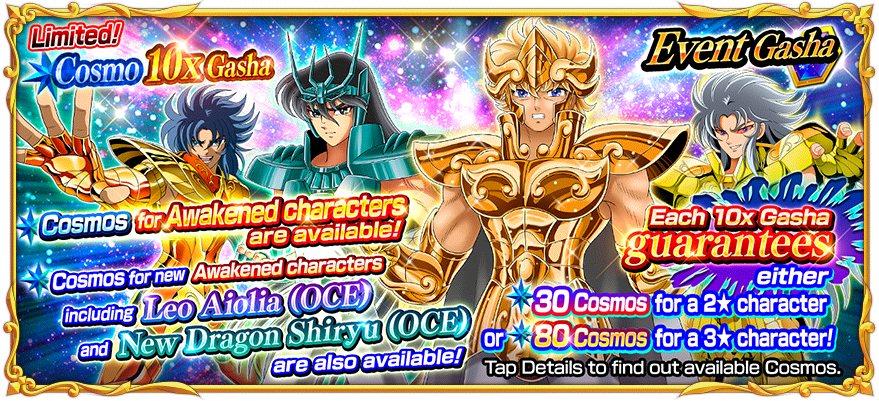 Limited!
Cosmo 10x Gasha
Event Gasha
Cosmos for Awakened characters
are available!
Cosmos for new Awakened characters
including Leo Aiolia (OCE)
and New Dragon Shiryu (OCE)
are also available!
Each 10x Gasha
guarantees
either
30 Cosmos for a 2★ character
or 80 Cosmos for a 3★ character!
Tap Details to find out available Cosmos.